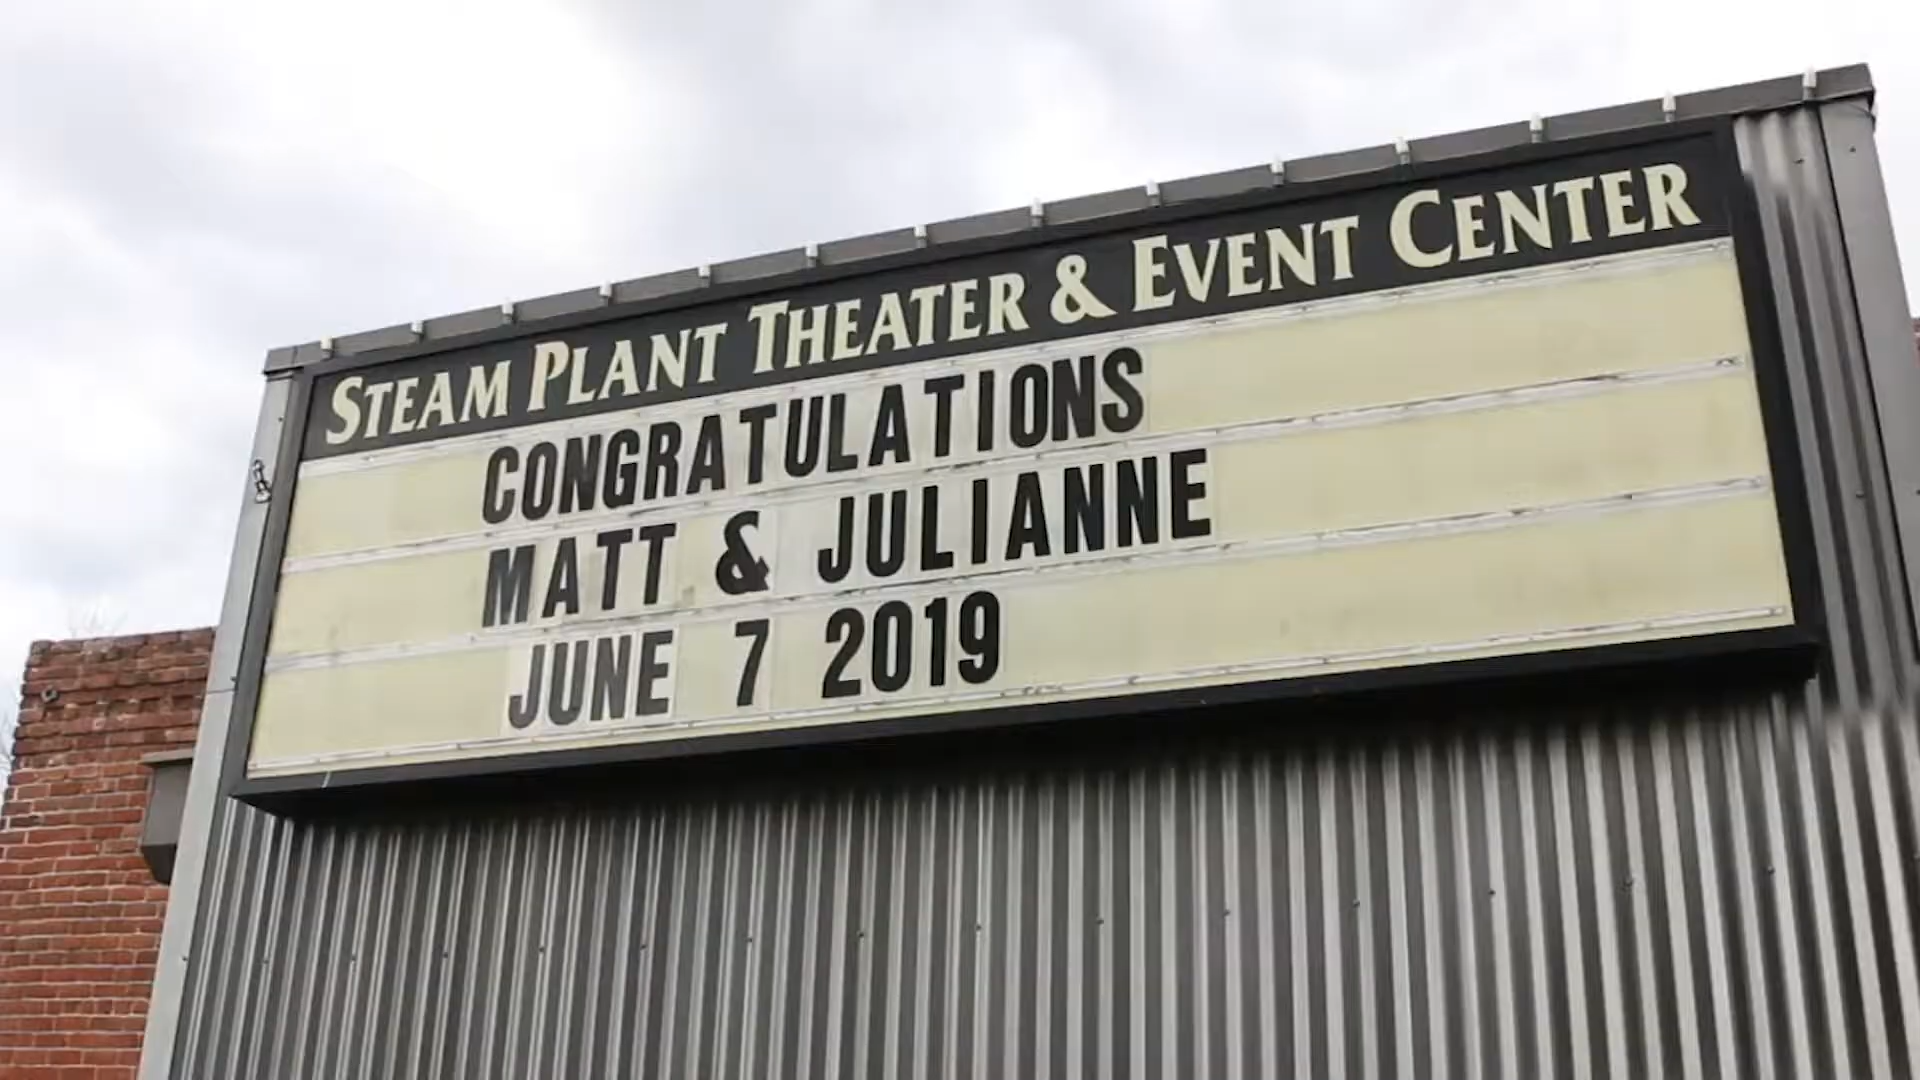 STEAM PLANT THEATER & EVENT CENTER
CONGRATULATIONS
MATT & JULIANNE
JUNE 7 2019